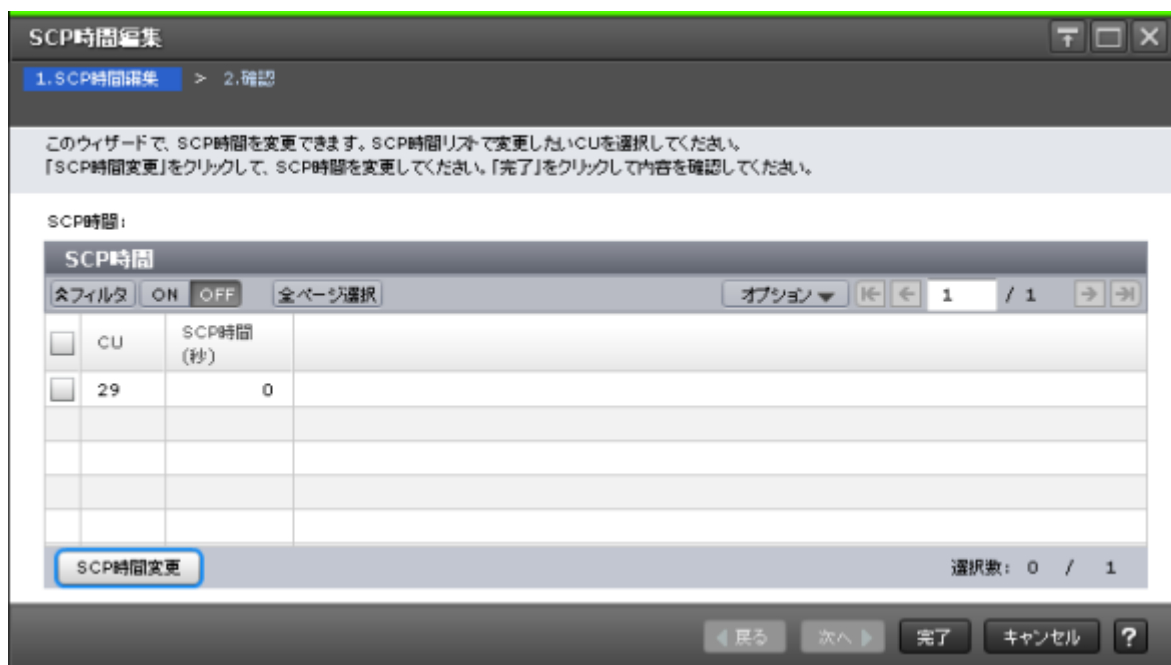 SCP時間編集
1.SCP時間編集 > 2.確認
このウィザードで、SCP時間を変更できます。SCP時間リストで変更したいCUを選択してください。
「SCP時間変更」をクリックして、SCP時間を変更してください。「完了」をクリックして内容を確認してください。
SCP時間:
SCP時間
フィルタ ON OFF 全ページ選択 オプション 1 / 1
CU SCP時間
(秒)
29 0
SCP時間変更 選択数: 0 / 1
戻る 次へ 完了 キャンセル ?